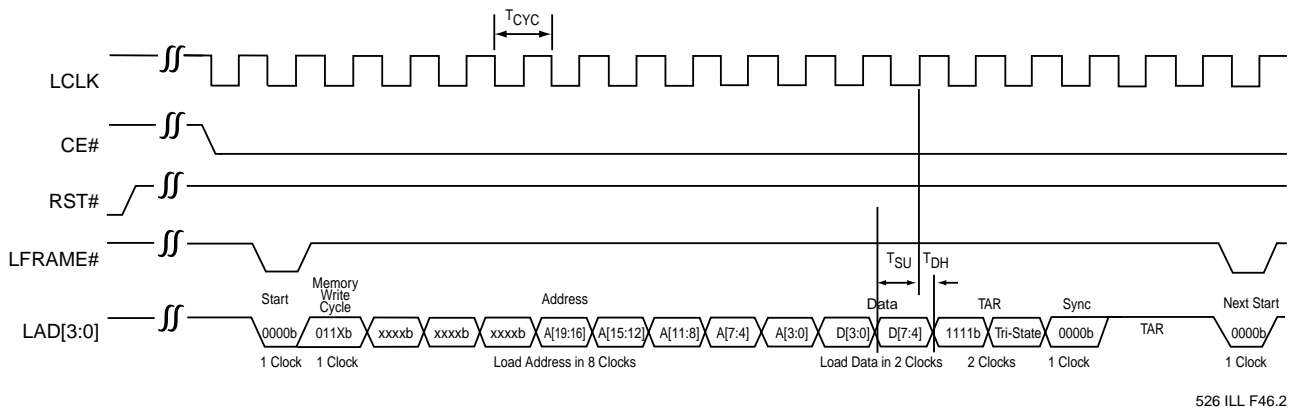 TCYC
LCLK
CE#
RST#
LFRAME#
TSU TDH
Start
Memory
Write
Cycle
Address
Data
TAR
Sync
Next Start
LAD[3:0]
0000b 011Xb xxxxb xxxxb xxxxb A[19:16] A[15:12] A[11:8] A[7:4] A[3:0] D[3:0] D[7:4] 1111b Tri-State 0000b TAR 0000b
1 Clock 1 Clock Load Address in 8 Clocks Load Data in 2 Clocks 2 Clocks 1 Clock 1 Clock
526 ILL F46.2